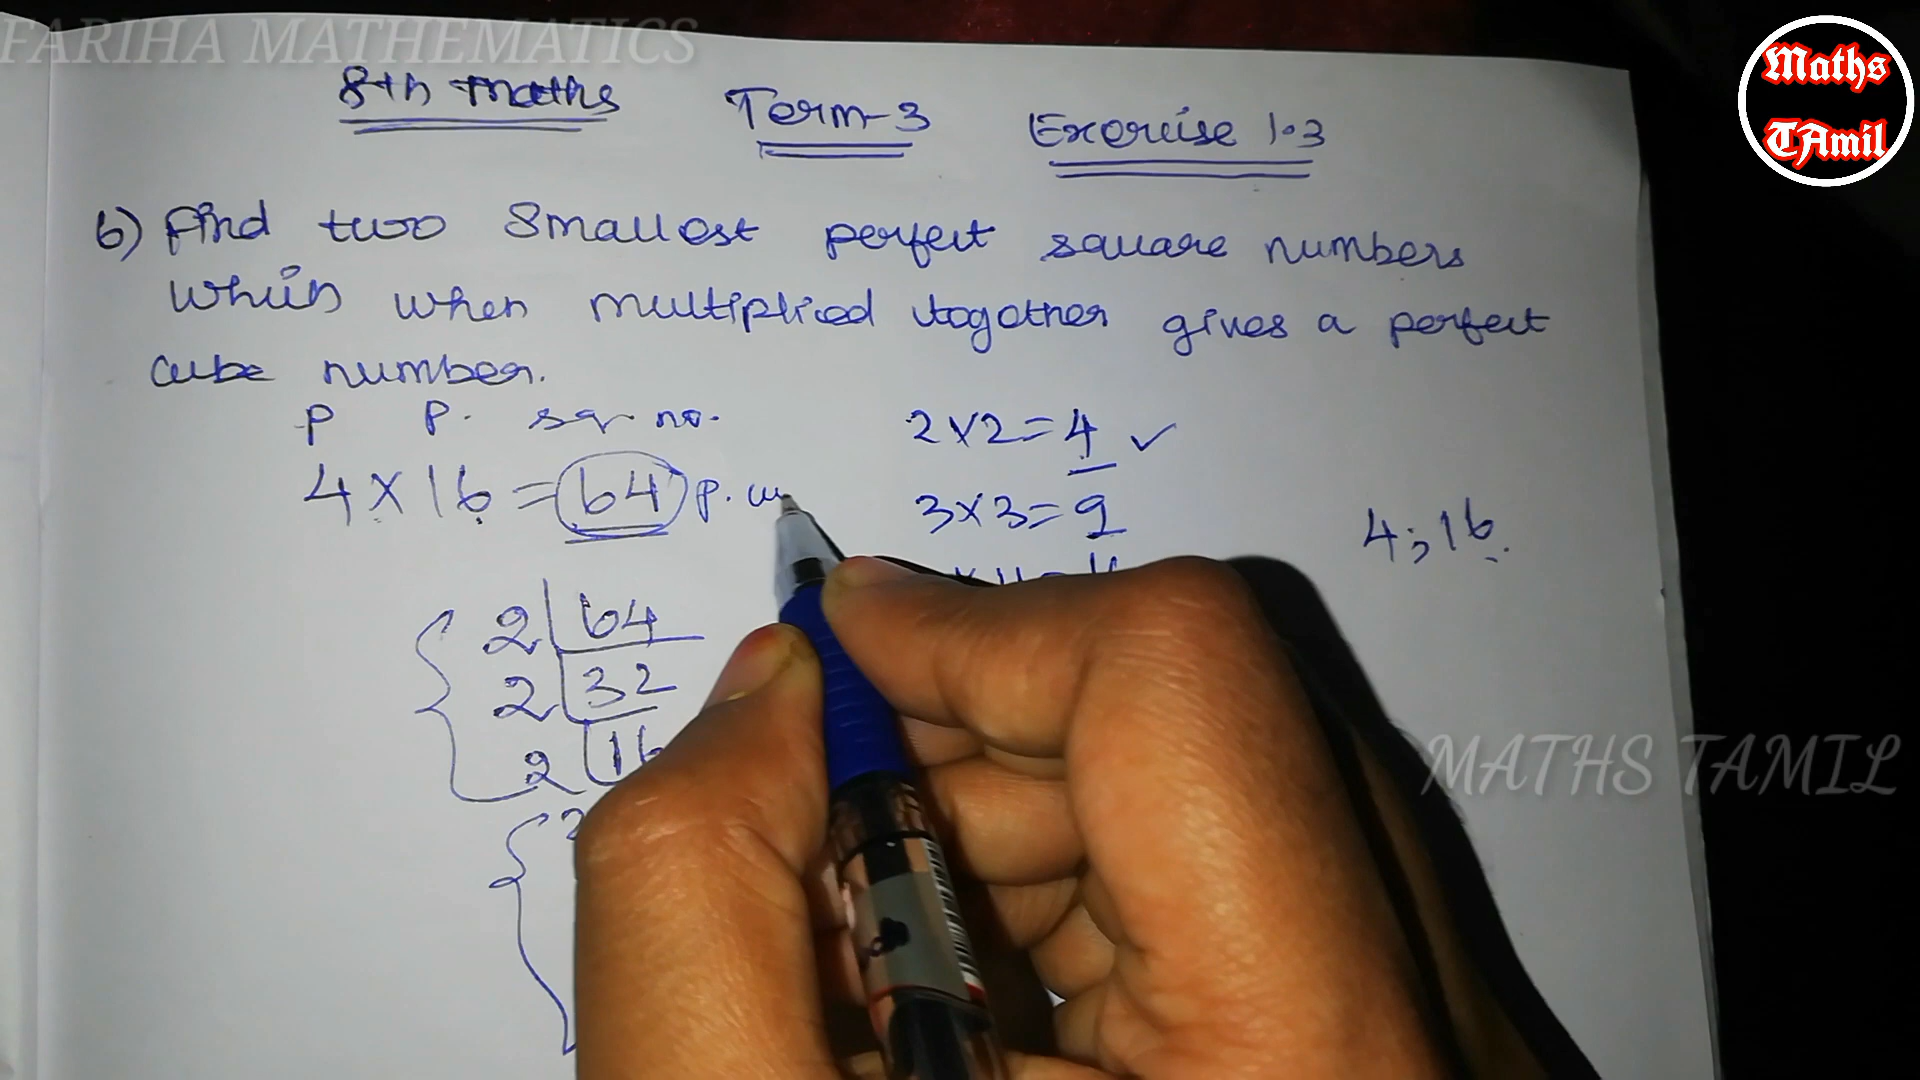 FARIHA MATHEMATICS
Maths
TAmil
8th maths Term-3 Exercise 1.3
6) Find two smallest perfect square numbers
which when multiplied together gives a perfect
cube number.
P P. sq. no.
4 × 16 = 64 p. cu
2×2=4 ✓
3×3=9
4;16.
2 64
2 32
2 16
MATHS TAMIL